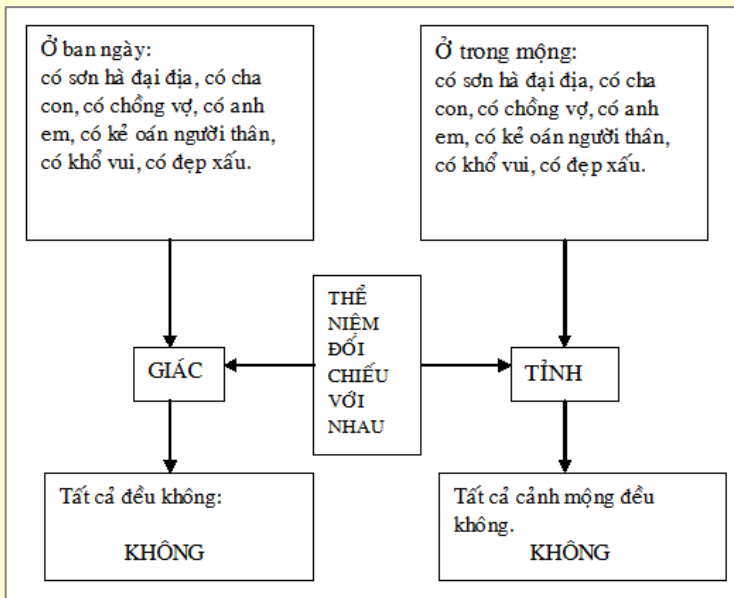 Ở ban ngày:
có sơn hà đại địa, có cha
con, có chồng vợ, có anh
em, có kẻ oán người thân,
có khổ vui, có đẹp xấu.
Ở trong mộng:
có sơn hà đại địa, có cha
con, có chồng vợ, có anh
em, có kẻ oán người thân,
có khổ vui, có đẹp xấu.
THỂ
NIỆM
ĐỐI
CHIẾU
VỚI
NHAU
GIÁC
TỈNH
Tất cả đều không:
KHÔNG
Tất cả cảnh mộng đều
không.
KHÔNG